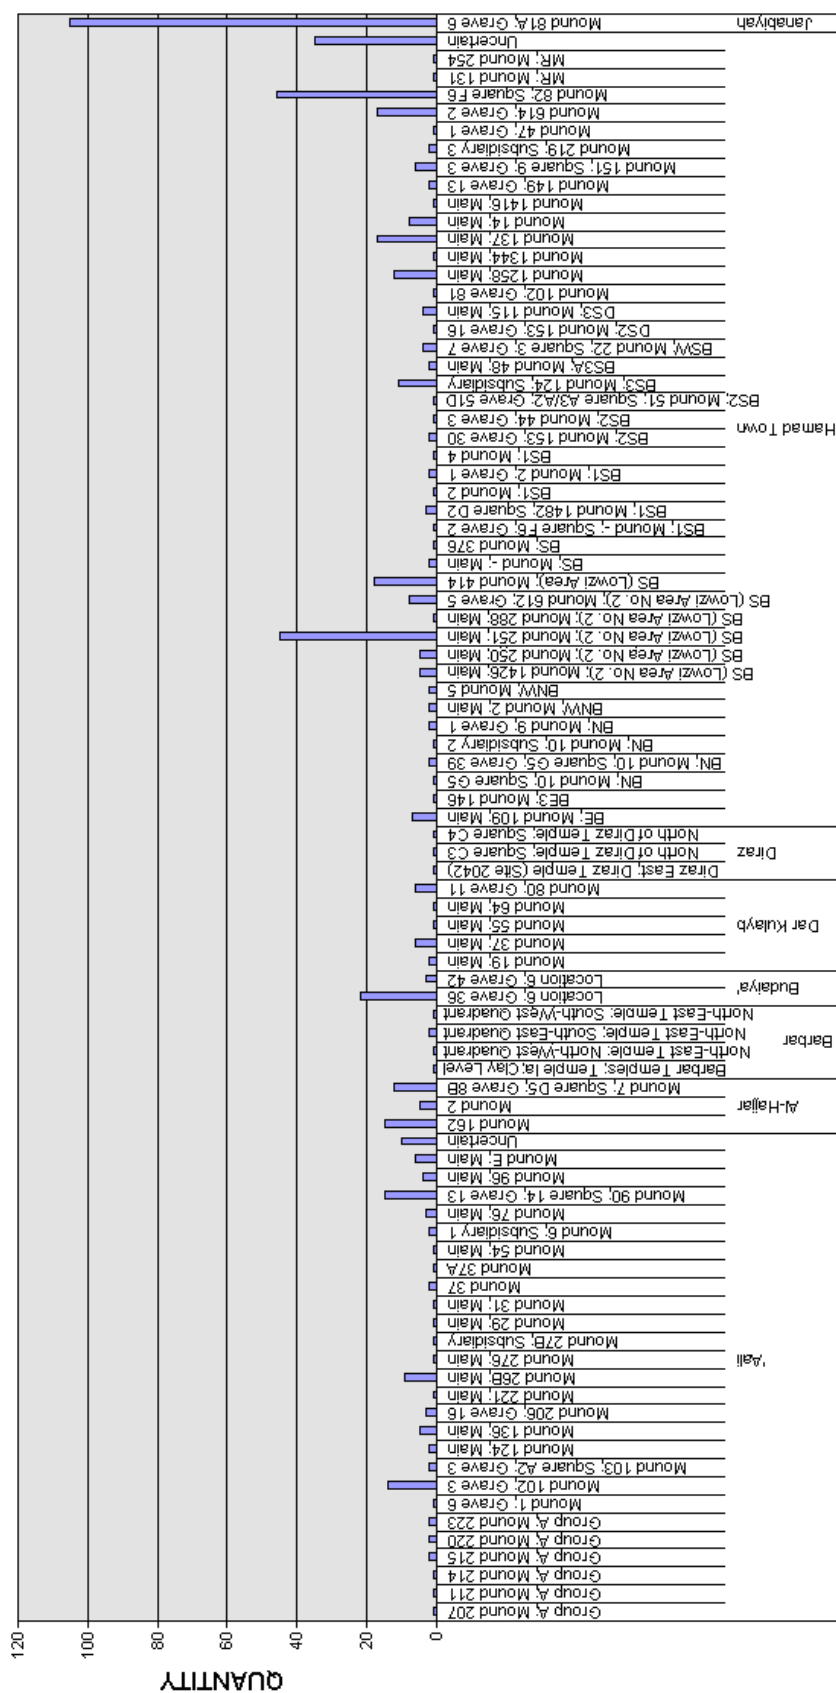 QUANTITY
0
20
40
60
80
100
120
Group A; Mound 207
Group A; Mound 211
Group A; Mound 214
Group A; Mound 215
Group A; Mound 220
Group A; Mound 223
Mound 1; Grave 6
Mound 102; Grave 3
Mound 103; Square A2; Grave 3
Mound 124; Main
Mound 136; Main
Mound 206; Grave 16
Mound 221; Main
Mound 26B; Main
Mound 276; Main
Mound 27B; Subsidiary
Mound 29; Main
Mound 31; Main
Mound 37
Mound 37A
Mound 54; Main
Mound 6; Subsidiary 1
Mound 76; Main
Mound 90; Square 14; Grave 13
Mound 96; Main
Mound E; Main
Uncertain
'Aali
Mound 162
Mound 2
Mound 7; Square D5; Grave 8B
Al-Hajjar
Barbar Temples; Temple Ia; Clay Level
North-East Temple; North-West Quadrant
North-East Temple; South-East Quadrant
North-East Temple; South-West Quadrant
Barbar
Location 6; Grave 36
Location 6; Grave 42
Budaiya'
Mound 19; Main
Mound 37; Main
Mound 55; Main
Mound 64; Main
Mound 80; Grave 11
Dar Kulayb
Diraz East; Diraz Temple (Site 2042)
North of Diraz Temple; Square C3
North of Diraz Temple; Square C4
Diraz
BE; Mound 109; Main
BE3; Mound 146
BN; Mound 10; Square G5
BN; Mound 10; Square G5; Grave 39
BN; Mound 10; Subsidiary 2
BN; Mound 9; Grave 1
BNW; Mound 2; Main
BNW; Mound 5
BS (Lowzi Area No. 2); Mound 1426; Main
BS (Lowzi Area No. 2); Mound 250; Main
BS (Lowzi Area No. 2); Mound 251; Main
BS (Lowzi Area No. 2); Mound 288; Main
BS (Lowzi Area No. 2); Mound 612; Grave 5
BS (Lowzi Area); Mound 414
BS; Mound -; Main
BS; Mound 376
BS1; Mound -; Square F6; Grave 2
BS1; Mound 1482; Square D2
BS1; Mound 2
BS1; Mound 2; Grave 1
BS1; Mound 4
BS2; Mound 153; Grave 30
BS2; Mound 44; Grave 3
BS2; Mound 51; Square A3/A2; Grave 51D
BS3; Mound 124; Subsidiary
BS3A; Mound 48; Main
BSW; Mound 22; Square 3; Grave 7
DS2; Mound 153; Grave 16
DS3; Mound 115; Main
Mound 102; Grave 81
Mound 1258; Main
Mound 1344; Main
Mound 137; Main
Mound 14; Main
Mound 1416; Main
Mound 149; Grave 13
Mound 151; Square 9; Grave 3
Mound 219; Subsidiary 3
Mound 47; Grave 1
Mound 614; Grave 2
Mound 82; Square F6
MR; Mound 131
MR; Mound 254
Uncertain
Hamad Town
Mound 81A; Grave 6
Janabiyah